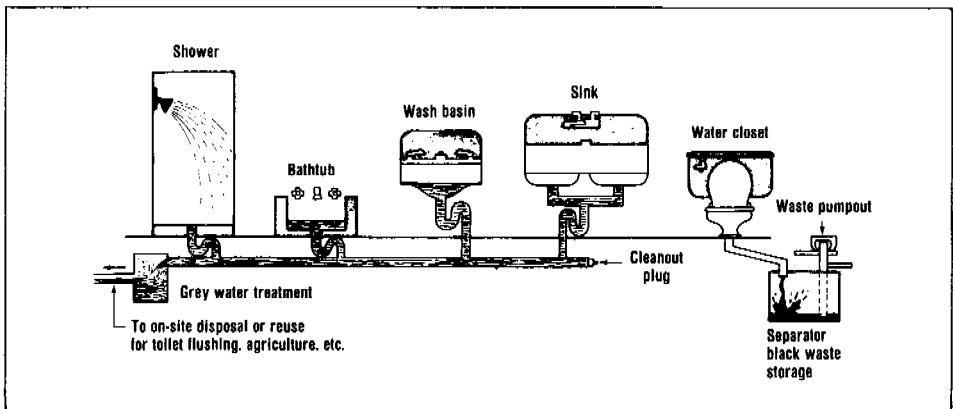 Shower
Bathtub
Wash basin
Sink
Water closet
Waste pumpout
Cleanout
plug
Grey water treatment
To on-site disposal or reuse
for toilet flushing, agriculture, etc.
Separator
black waste
storage